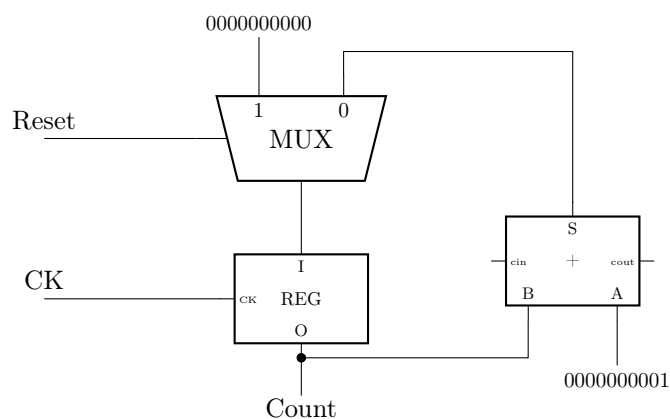 0000000000
1 0
Reset
MUX
S
cin + cout
I
B A
CK
CK REG
O
0000000001
Count